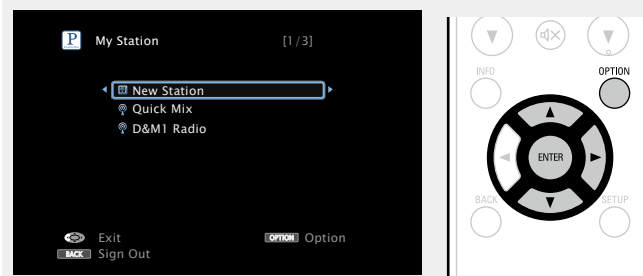 P
PANDORA
My Station
[1/3]
New Station
Quick Mix
D&M1 Radio
Exit
OPTION Option
BACK Sign Out
INFO
OPTION
ENTER
BACK
SETUP